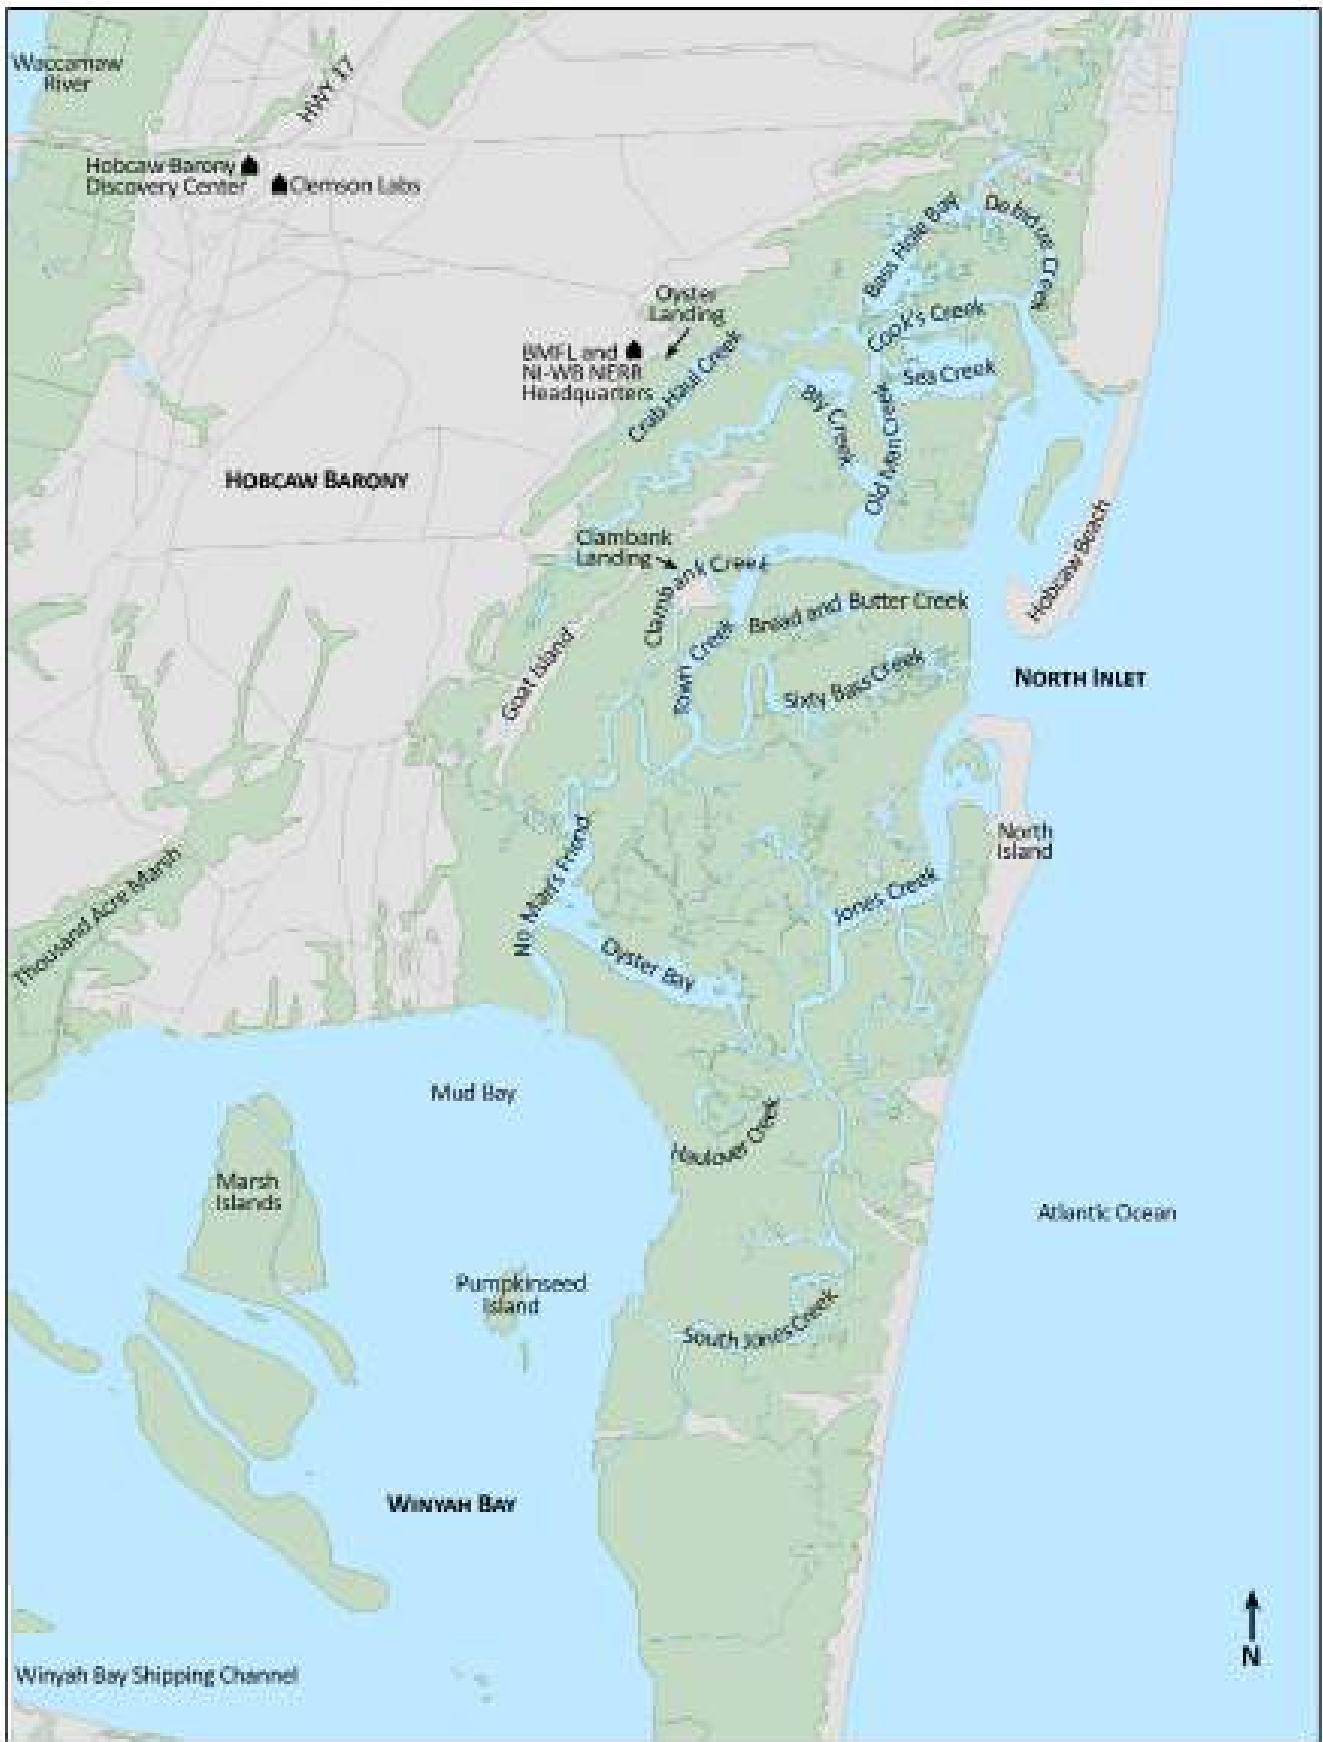 Waccamaw
River
HWY 17
Hobcaw Barony
Discovery Center
Clemson Labs
Bass Hole Bay
Debidue Creek
Oyster
Landing
Cook's Creek
BMFL and
NI-WB NERR
Headquarters
Crab Haul Creek
Sea Creek
Bly Creek
Old Man Creek
HOBCAW BARONY
Clambank
Landing
Clambank Creek
Hobcaw Beach
Bread and Butter Creek
Goat Island
Town Creek
Sixty Bass Creek
NORTH INLET
North
Island
No Man's Friend
Thousand Acre Marsh
Jones Creek
Oyster Bay
Mud Bay
Haulover Creek
Marsh
Islands
Atlantic Ocean
Pumpkinseed
Island
South Jones Creek
WINYAH BAY
N
Winyah Bay Shipping Channel